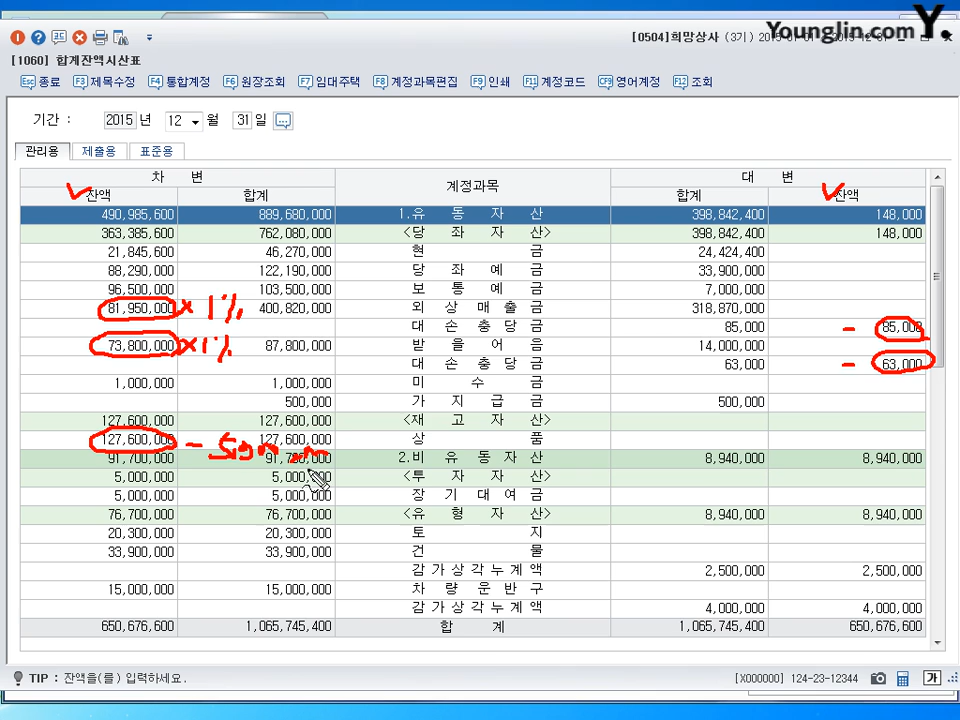 Younglin.com Y.
[0504]희망상사 (3기) 2015-01-01 ~ 2015-12-31
[1060] 합계잔액시산표
Esc 종료 F3 제목수정 F4 통합계정 F6 원장조회 F7 임대주택 F8 계정과목편집 F9 인쇄 F11 계정코드 CF9 영어계정 F12 조회
기간 : 2015 년 12 월 31 일
관리용 제출용 표준용
차 변 계정과목 대 변
잔액 합계 합계 잔액
490,985,600 889,680,000 1.유 동 자 산 398,842,400 148,000
363,385,600 762,080,000 <당 좌 자 산> 398,842,400 148,000
21,845,600 46,270,000 현 금 24,424,400
88,290,000 122,190,000 당 좌 예 금 33,900,000
96,500,000 103,500,000 보 통 예 금 7,000,000
81,950,000 × 1% 400,820,000 외 상 매 출 금 318,870,000
대 손 충 당 금 85,000 - 85,000
73,800,000 ×1% 87,800,000 받 을 어 음 14,000,000
대 손 충 당 금 63,000 - 63,000
1,000,000 1,000,000 미 수 금
500,000 가 지 급 금 500,000
127,600,000 127,600,000 <재 고 자 산>
127,600,000 - 127,600,000 상 품
91,700,000 91,700,000 2.비 유 동 자 산 8,940,000 8,940,000
5,000,000 5,000,000 <투 자 자 산>
5,000,000 5,000,000 장 기 대 여 금
76,700,000 76,700,000 <유 형 자 산> 8,940,000 8,940,000
20,300,000 20,300,000 토 지
33,900,000 33,900,000 건 물
감 가 상 각 누 계 액 2,500,000 2,500,000
15,000,000 15,000,000 차 량 운 반 구
감 가 상 각 누 계 액 4,000,000 4,000,000
650,676,600 1,065,745,400 합 계 1,065,745,400 650,676,600
TIP : 잔액을(를) 입력하세요. [X000000] 124-23-12344 가